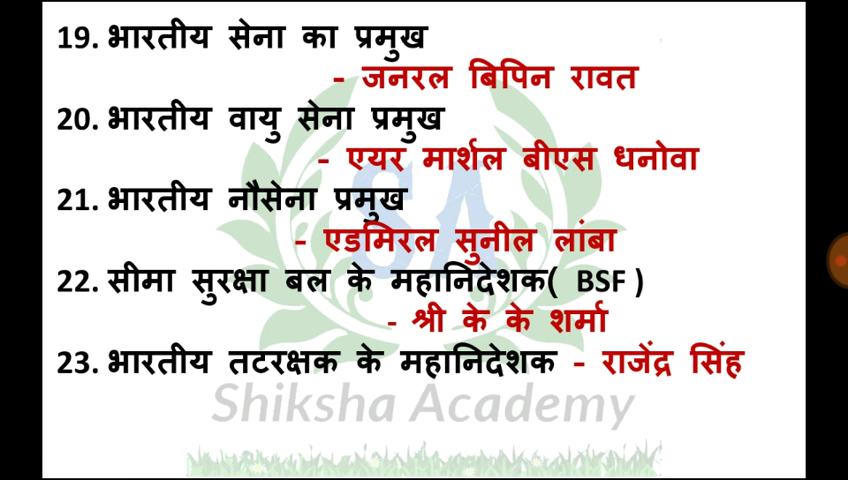 19. भारतीय सेना का प्रमुख
- जनरल बिपिन रावत
20. भारतीय वायु सेना प्रमुख
- एयर मार्शल बीएस धनोवा
21. भारतीय नौसेना प्रमुख
- एडमिरल सुनील लांबा
22. सीमा सुरक्षा बल के महानिदेशक( BSF )
- श्री के के शर्मा
23. भारतीय तटरक्षक के महानिदेशक - राजेंद्र सिंह
SA
Shiksha Academy